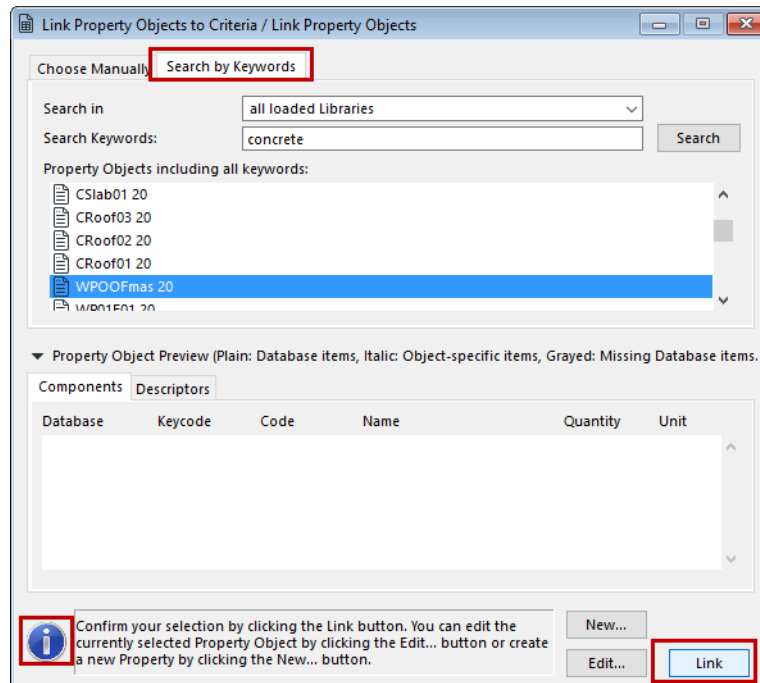 Link Property Objects to Criteria / Link Property Objects
Choose Manually Search by Keywords
Search in all loaded Libraries
Search Keywords: concrete Search
Property Objects including all keywords:
CSlab01 20
CRoof03 20
CRoof02 20
CRoof01 20
WPOOFmas 20
WP01F01 20
Property Object Preview (Plain: Database items, Italic: Object-specific items, Grayed: Missing Database items.
Components Descriptors
Database Keycode Code Name Quantity Unit
Confirm your selection by clicking the Link button. You can edit the
currently selected Property Object by clicking the Edit... button or create
a new Property by clicking the New... button.
New...
Edit... Link